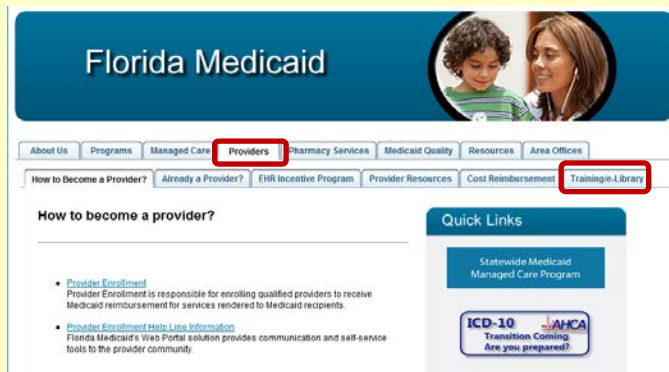 Florida Medicaid
About Us Programs Managed Care Providers Pharmacy Services Medicaid Quality Resources Area Offices
How to Become a Provider? Already a Provider? EHR Incentive Program Provider Resources Cost Reimbursement Training/e-Library
How to become a provider?
Provider Enrollment
Provider Enrollment is responsible for enrolling qualified providers to receive
Medicaid reimbursement for services rendered to Medicaid recipients.
Provider Enrollment Help Line Information
Florida Medicaid's Web Portal solution provides communication and self-service
tools to the provider community.
Quick Links
Statewide Medicaid
Managed Care Program
ICD-10 AHCA
Transition Coming
Are you prepared?